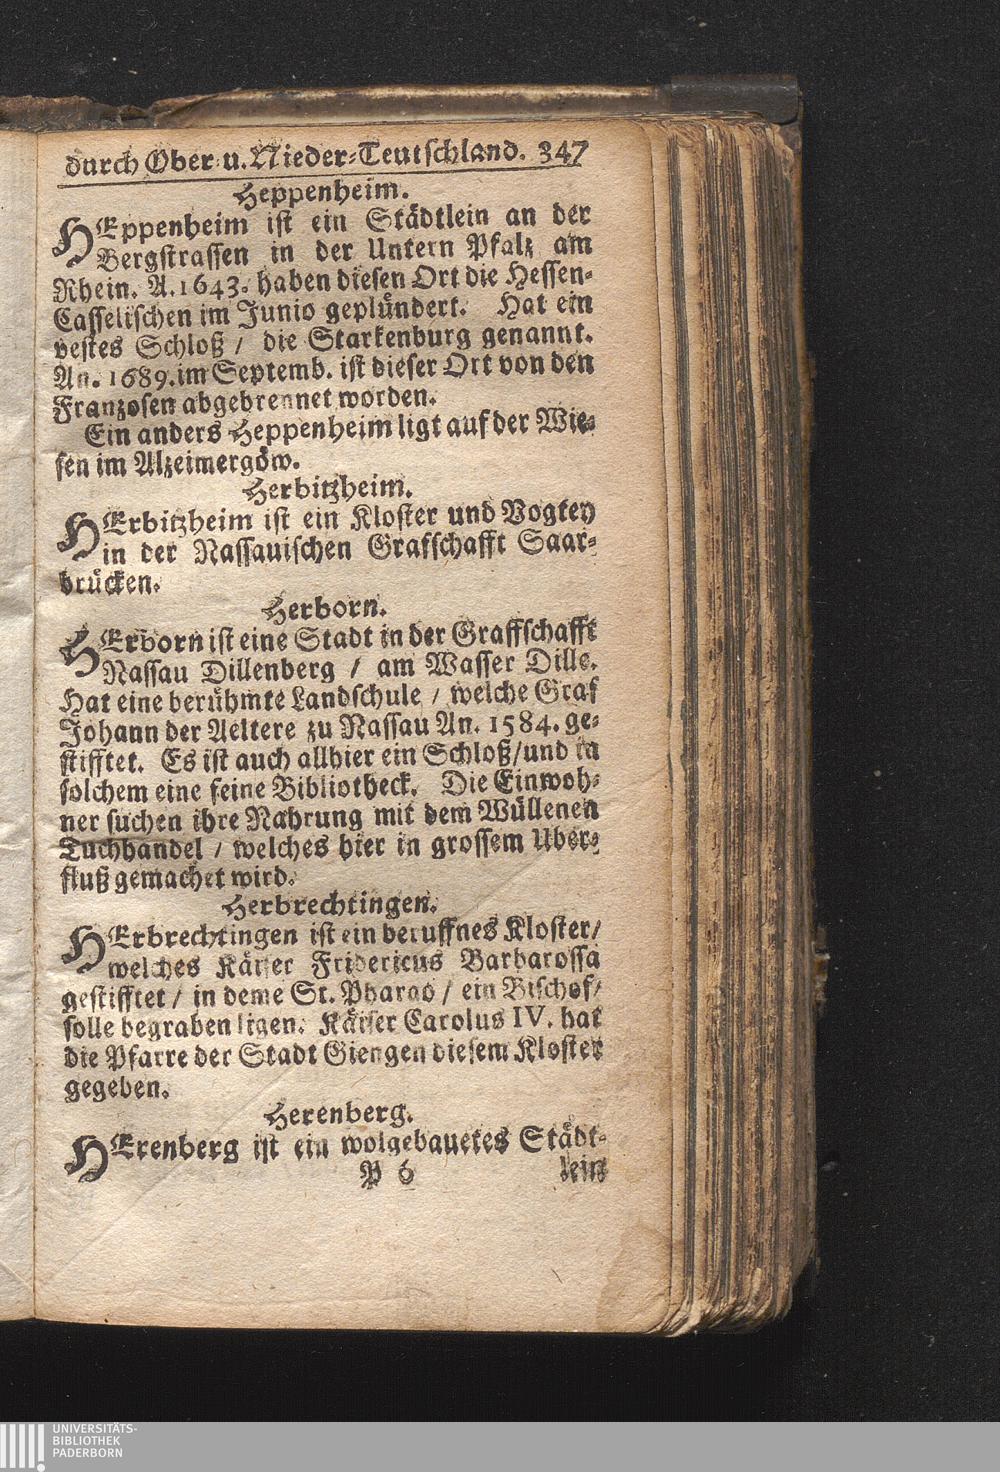 durch Ober- u. Nieder-Teutschland. 347
Heppenheim.
HEppenheim ist ein Städtlein an der
Bergstrassen in der Untern Pfalz am
Rhein. A. 1643. haben diesen Ort die Hessen-
Casselischen im Junio geplündert. Hat ein
vestes Schloß / die Starkenburg genannt.
An. 1689. im Septemb. ist dieser Ort von den
Franzosen abgebrennet worden.
Ein anders Heppenheim ligt auf der Wie-
sen im Alzeimergöw.
Herbitzheim.
HErbitzheim ist ein Kloster und Vogtey
in der Nassauischen Grafschafft Saar-
brücken.
Herborn.
HErborn ist eine Stadt in der Graffschafft
Nassau Dillenberg / am Wasser Dille.
Hat eine berühmte Landschule / welche Graf
Johann der Aeltere zu Nassau An. 1584. ge-
stifftet. Es ist auch allhier ein Schloß / und in
solchem eine feine Bibliotheck. Die Einwoh-
ner suchen ihre Nahrung mit dem Wüllenen
Tuchhandel / welches hier in grossem Uber-
fluß gemachet wird.
Herbrechtingen.
HErbrechtingen ist ein beruffnes Kloster /
welches Käiser Fridericus Barbarossa
gestifftet / in deme St. Pharao / ein Bischof /
solle begraben ligen. Käiser Carolus IV. hat
die Pfarre der Stadt Giengen diesem Kloster
gegeben.
Herenberg.
HErenberg ist ein wolgebauetes Städt-
P 6 lein
UNIVERSITÄTS-
BIBLIOTHEK
PADERBORN